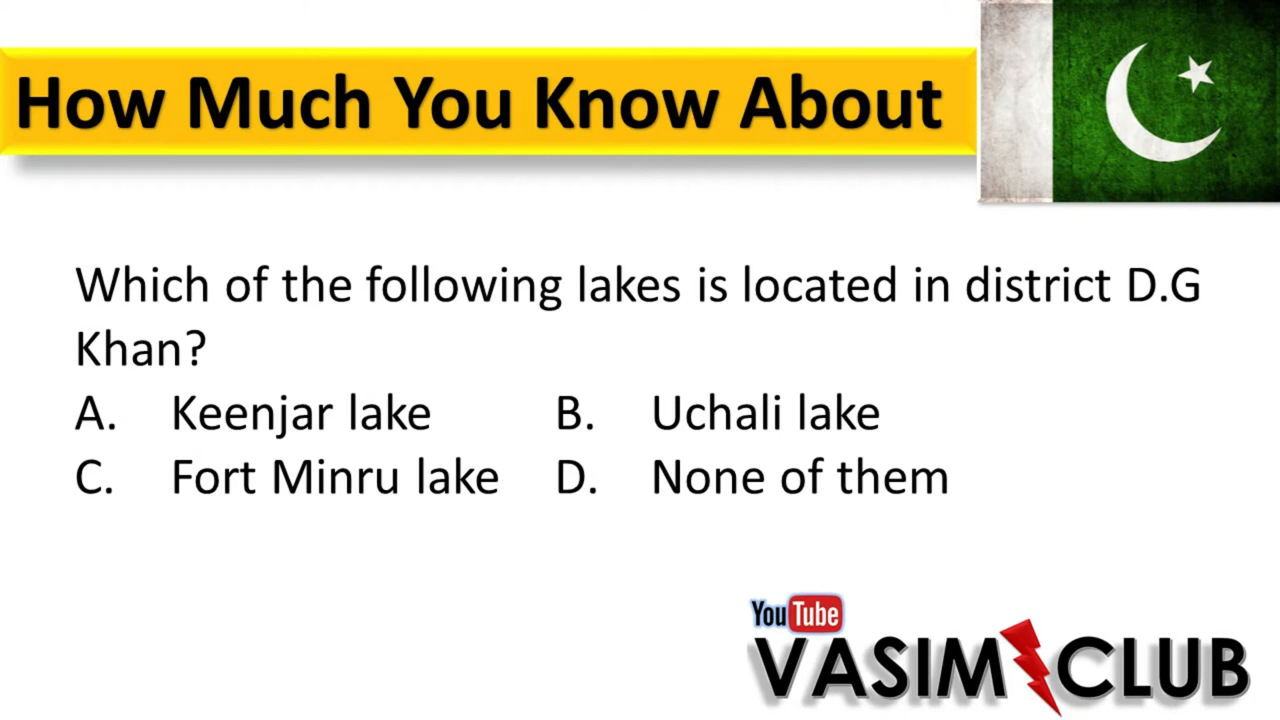 How Much You Know About
Which of the following lakes is located in district D.G
Khan?
A. Keenjar lake B. Uchali lake
C. Fort Minru lake D. None of them
YouTube
VASIM CLUB